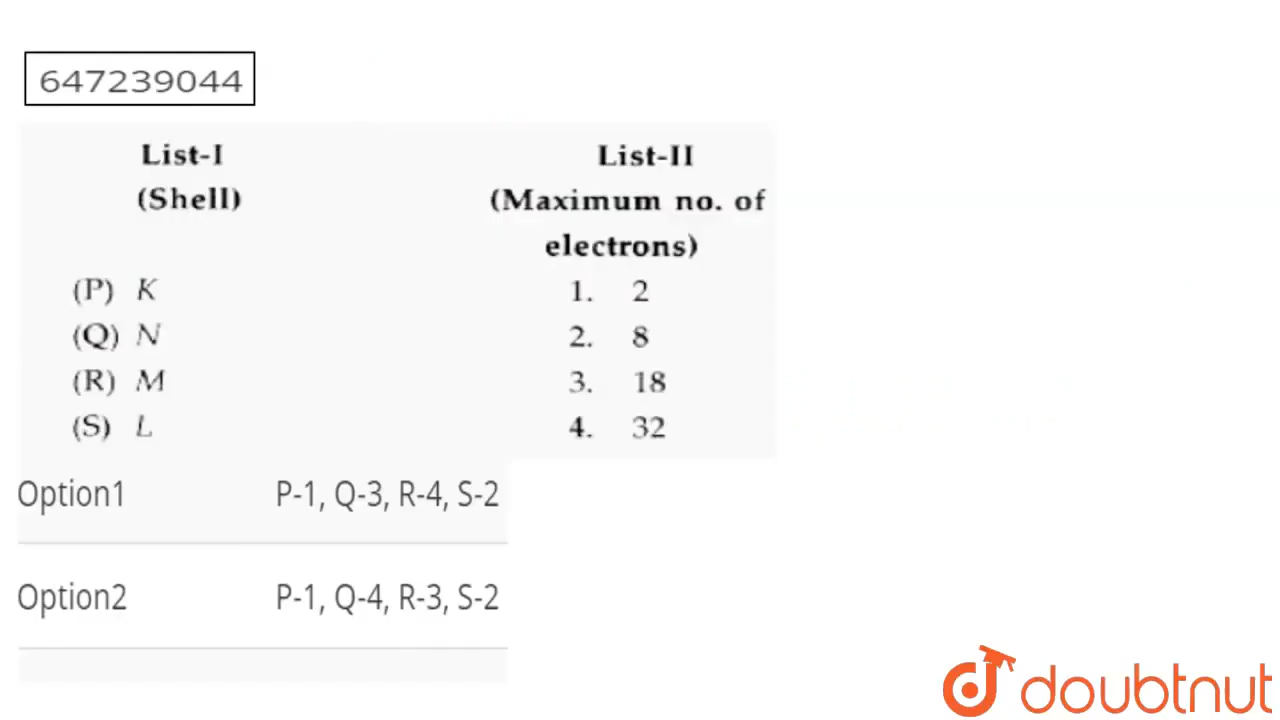 647239044
List-I List-II
(Shell) (Maximum no. of
electrons)
(P) K 1. 2
(Q) N 2. 8
(R) M 3. 18
(S) L 4. 32
Option1 P-1, Q-3, R-4, S-2
Option2 P-1, Q-4, R-3, S-2
doubtnut